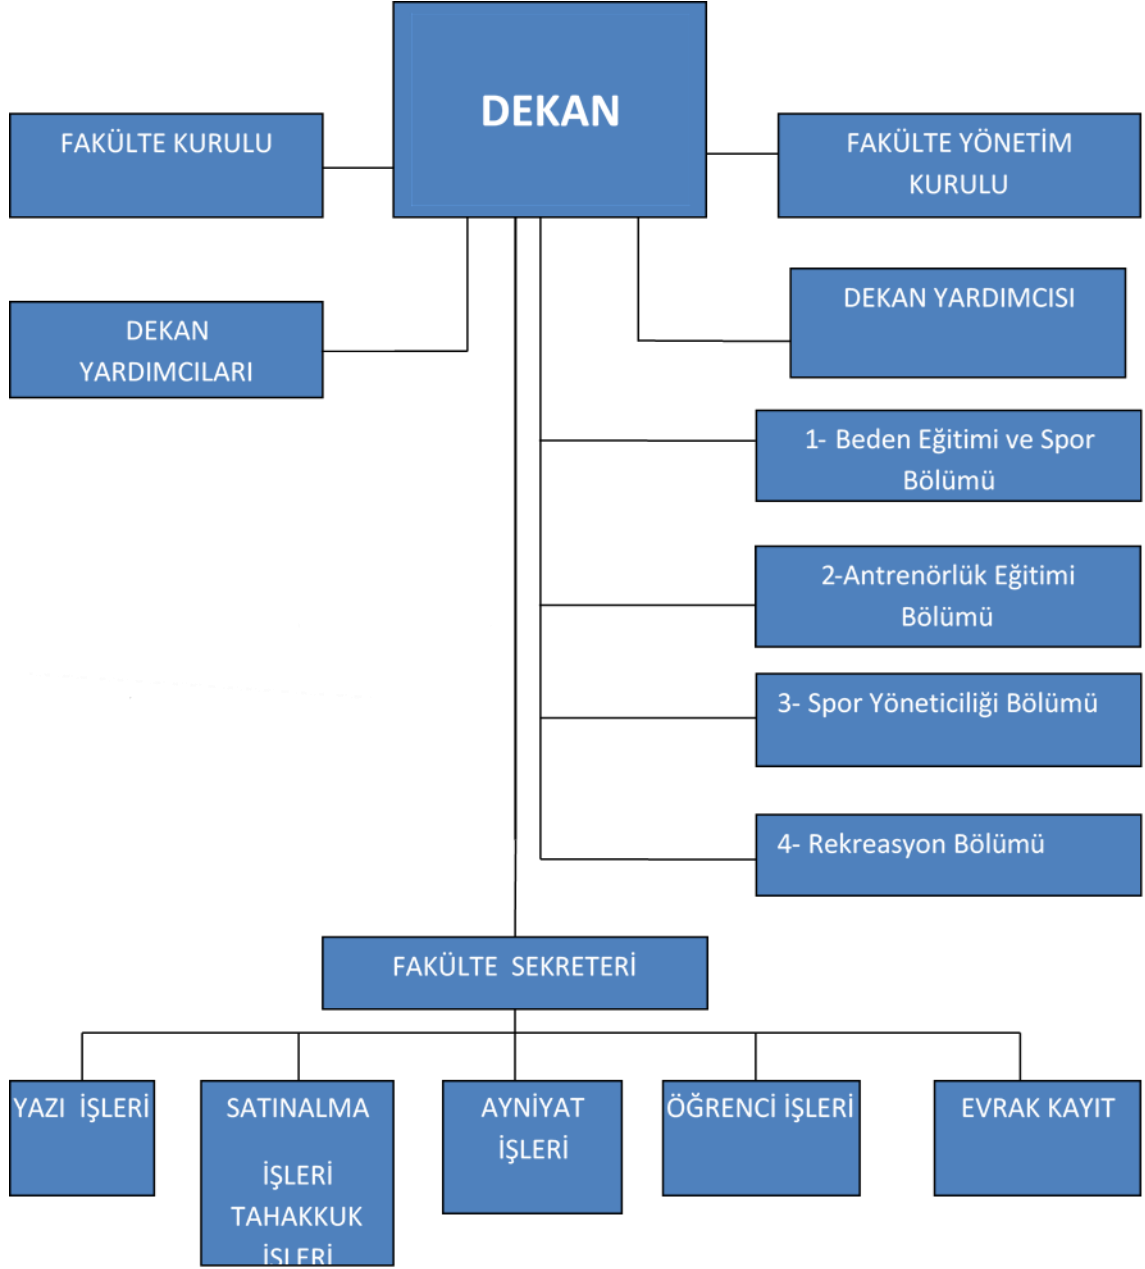 DEKAN
FAKÜLTE KURULU
FAKÜLTE YÖNETİM
KURULU
DEKAN
YARDIMCILARI
DEKAN YARDIMCISI
1- Beden Eğitimi ve Spor
Bölümü
2-Antrenörlük Eğitimi
Bölümü
3- Spor Yöneticiliği Bölümü
4- Rekreasyon Bölümü
FAKÜLTE  SEKRETERİ
YAZI  İŞLERİ
SATINALMA
İŞLERİ
TAHAKKUK
İŞLERİ
AYNİYAT
İŞLERİ
ÖĞRENCİ İŞLERİ
EVRAK KAYIT